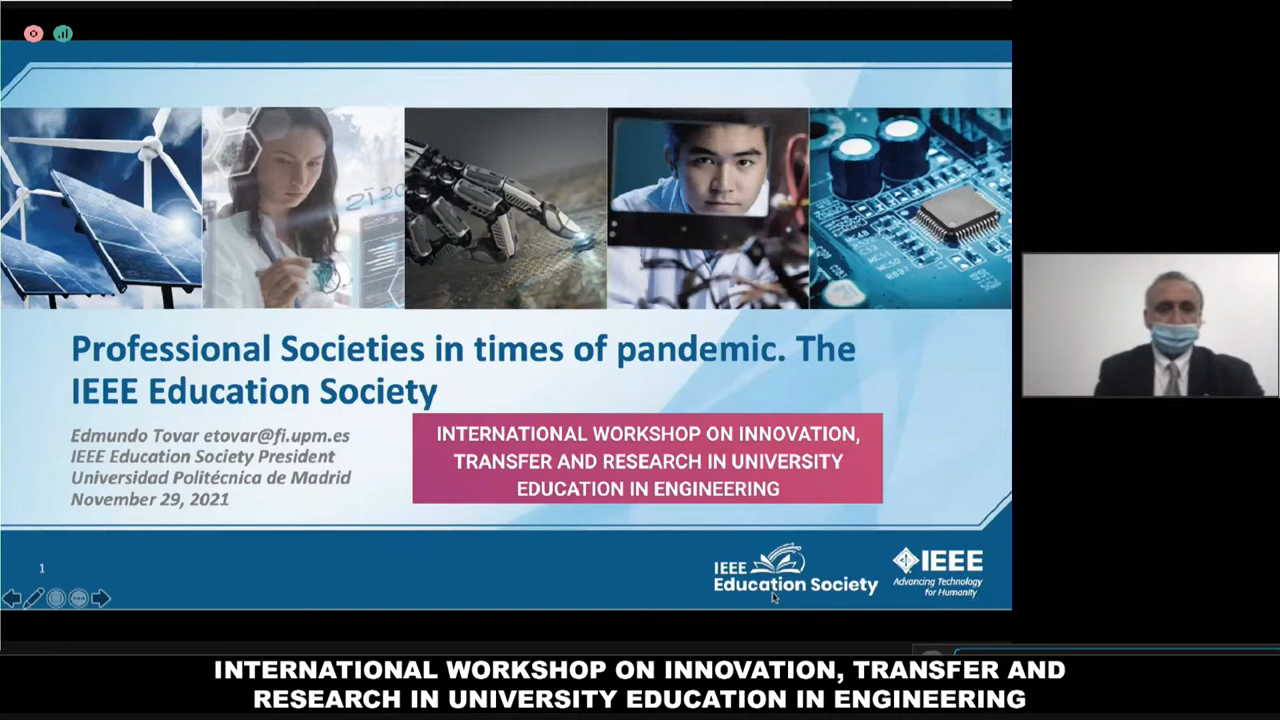 Professional Societies in times of pandemic. The
IEEE Education Society
Edmundo Tovar etovar@fi.upm.es
IEEE Education Society President
Universidad Politécnica de Madrid
November 29, 2021
INTERNATIONAL WORKSHOP ON INNOVATION,
TRANSFER AND RESEARCH IN UNIVERSITY
EDUCATION IN ENGINEERING
1
IEEE
Education Society
IEEE
Advancing Technology
for Humanity
INTERNATIONAL WORKSHOP ON INNOVATION, TRANSFER AND
RESEARCH IN UNIVERSITY EDUCATION IN ENGINEERING